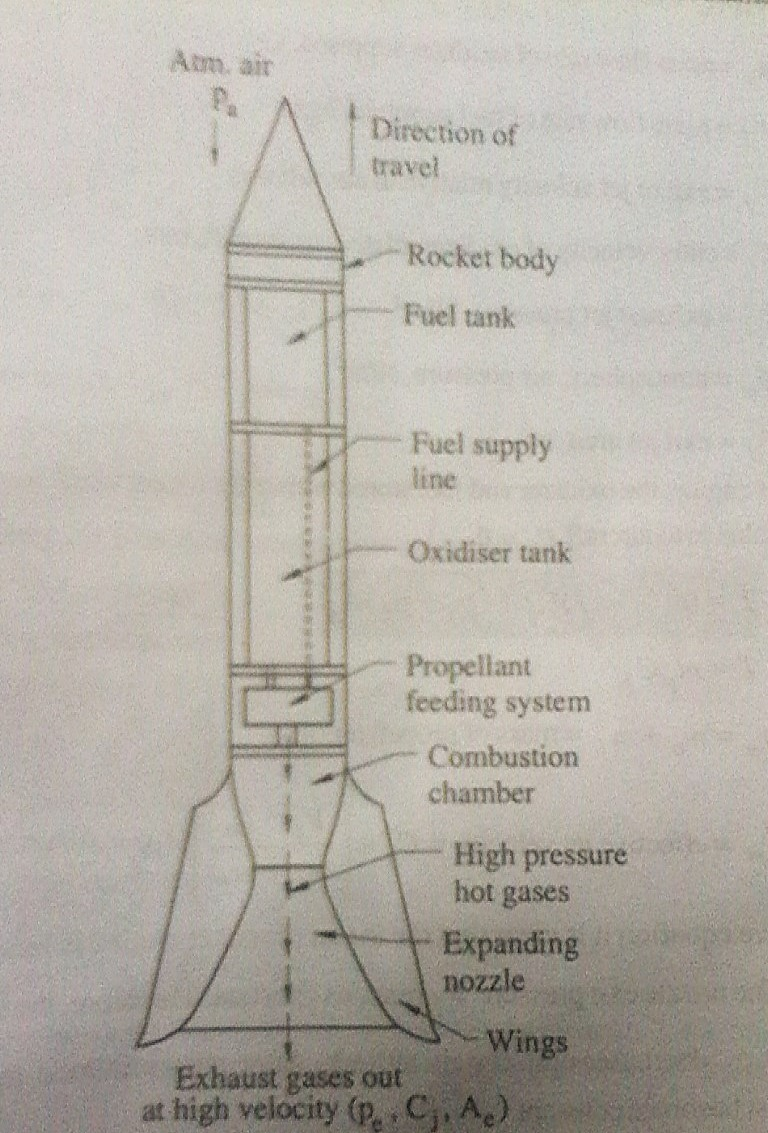 Atm. air
Pa
Direction of
travel
Rocket body
Fuel tank
Fuel supply
line
Oxidiser tank
Propellant
feeding system
Combustion
chamber
High pressure
hot gases
Expanding
nozzle
Wings
Exhaust gases out
at high velocity (pe, Cj, Ae)